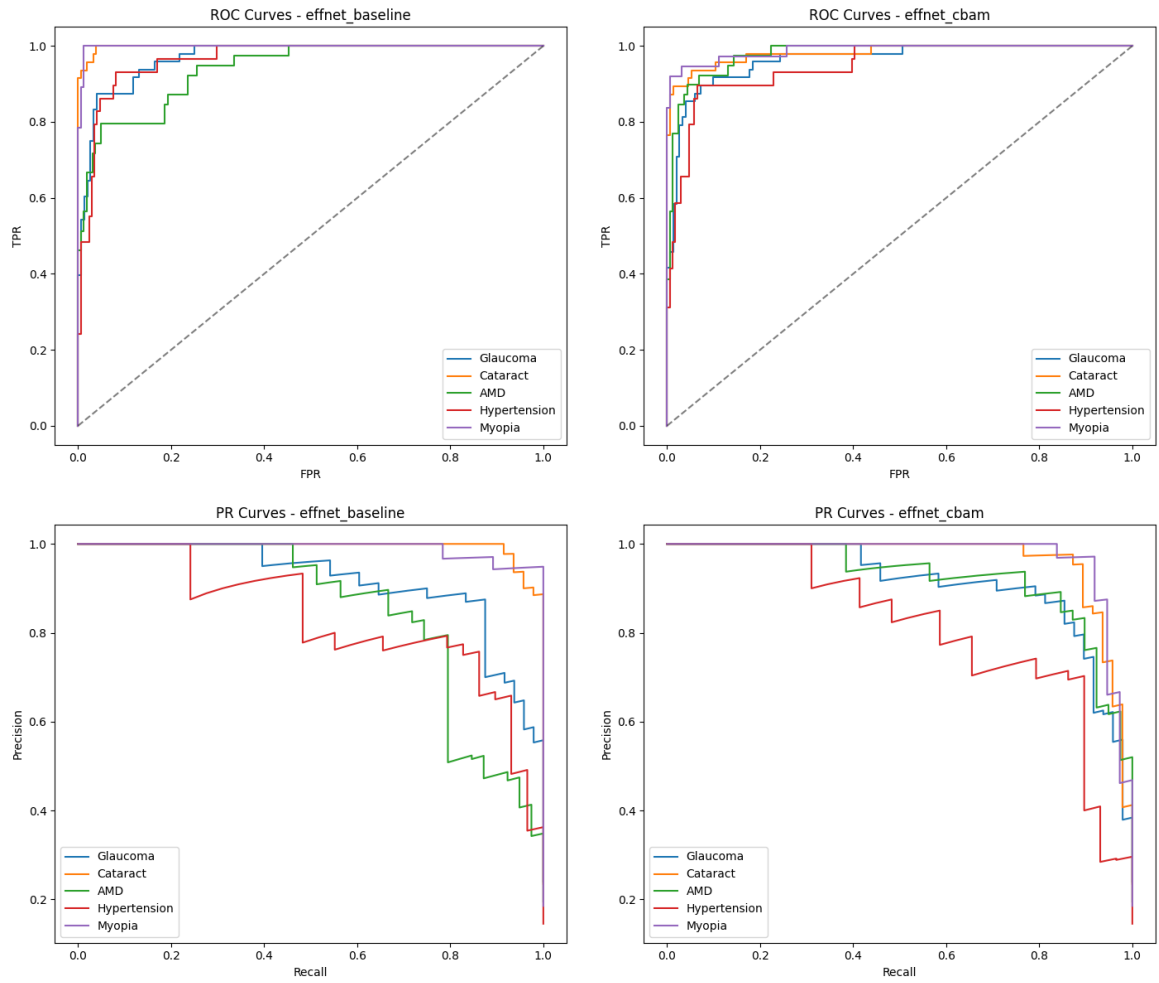 ROC Curves - effnet_baseline
1.0
0.8
0.6
0.4
0.2
0.0
TPR
0.0 0.2 0.4 0.6 0.8 1.0
FPR
Glaucoma
Cataract
AMD
Hypertension
Myopia
ROC Curves - effnet_cbam
1.0
0.8
0.6
0.4
0.2
0.0
TPR
0.0 0.2 0.4 0.6 0.8 1.0
FPR
Glaucoma
Cataract
AMD
Hypertension
Myopia
PR Curves - effnet_baseline
1.0
0.8
0.6
0.4
0.2
Precision
0.0 0.2 0.4 0.6 0.8 1.0
Recall
Glaucoma
Cataract
AMD
Hypertension
Myopia
PR Curves - effnet_cbam
1.0
0.8
0.6
0.4
0.2
Precision
0.0 0.2 0.4 0.6 0.8 1.0
Recall
Glaucoma
Cataract
AMD
Hypertension
Myopia